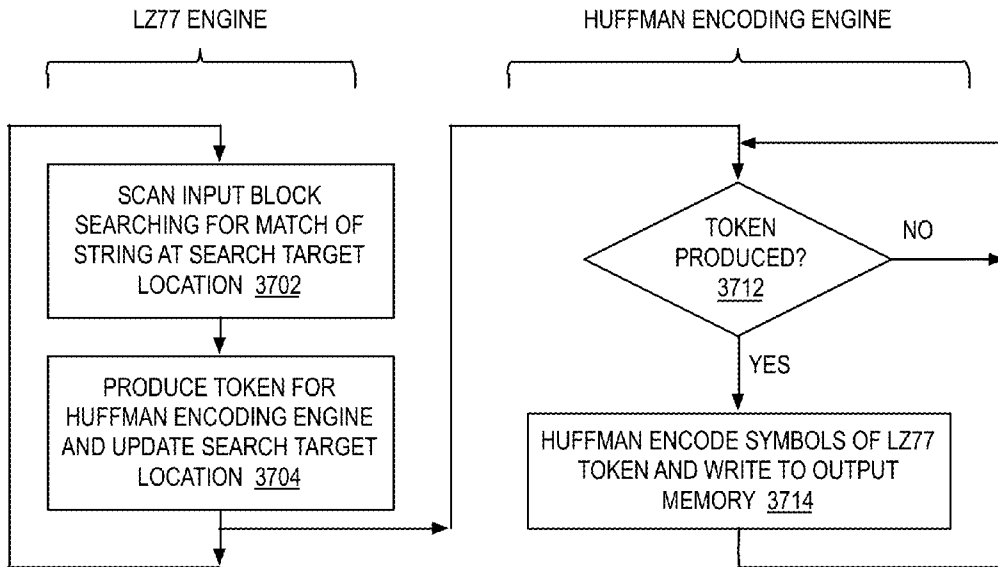 LZ77 ENGINE
HUFFMAN ENCODING ENGINE
SCAN INPUT BLOCK
SEARCHING FOR MATCH OF
STRING AT SEARCH TARGET
LOCATION 3702
PRODUCE TOKEN FOR
HUFFMAN ENCODING ENGINE
AND UPDATE SEARCH TARGET
LOCATION 3704
TOKEN
PRODUCED?
3712
NO
YES
HUFFMAN ENCODE SYMBOLS OF LZ77
TOKEN AND WRITE TO OUTPUT
MEMORY 3714